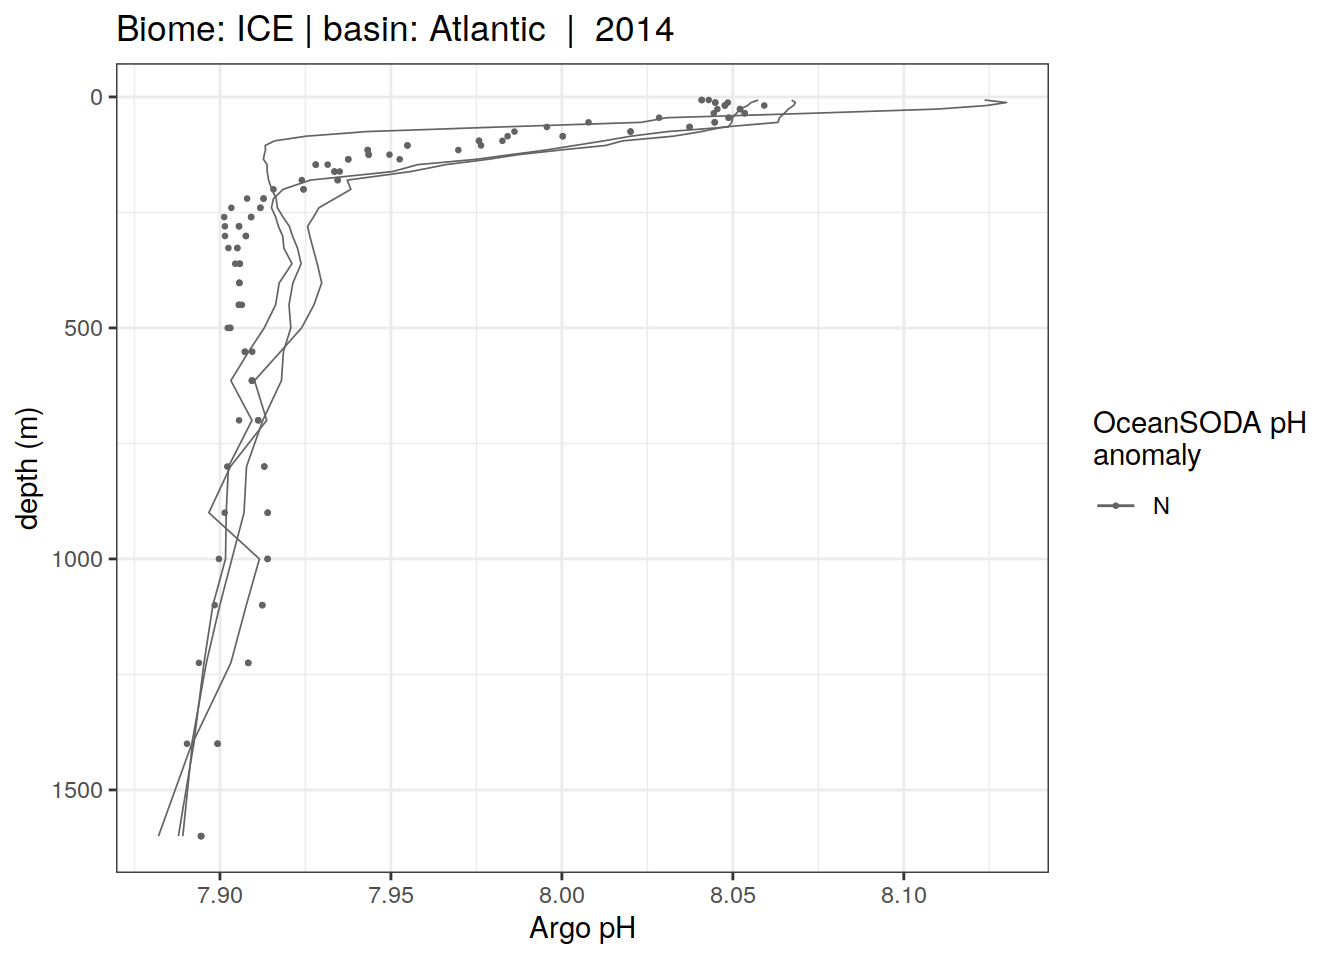 Biome: ICE | basin: Atlantic  |  2014
0
500
1000
1500
depth (m)
7.90
7.95
8.00
8.05
8.10
Argo pH
OceanSODA pH
anomaly
N